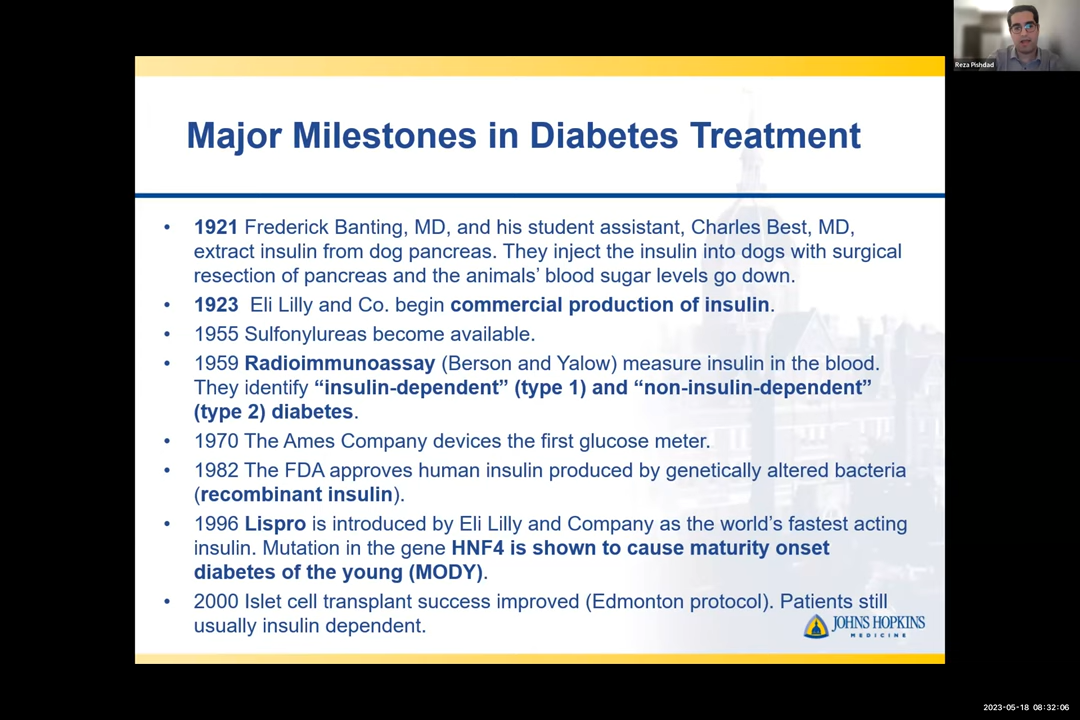 Reza Pishdad
Major Milestones in Diabetes Treatment
• 1921 Frederick Banting, MD, and his student assistant, Charles Best, MD,
extract insulin from dog pancreas. They inject the insulin into dogs with surgical
resection of pancreas and the animals’ blood sugar levels go down.
• 1923 Eli Lilly and Co. begin commercial production of insulin.
• 1955 Sulfonylureas become available.
• 1959 Radioimmunoassay (Berson and Yalow) measure insulin in the blood.
They identify “insulin-dependent” (type 1) and “non-insulin-dependent”
(type 2) diabetes.
• 1970 The Ames Company devices the first glucose meter.
• 1982 The FDA approves human insulin produced by genetically altered bacteria
(recombinant insulin).
• 1996 Lispro is introduced by Eli Lilly and Company as the world’s fastest acting
insulin. Mutation in the gene HNF4 is shown to cause maturity onset
diabetes of the young (MODY).
• 2000 Islet cell transplant success improved (Edmonton protocol). Patients still
usually insulin dependent.
JOHNS HOPKINS
MEDICINE
2023-05-18 08:32:06